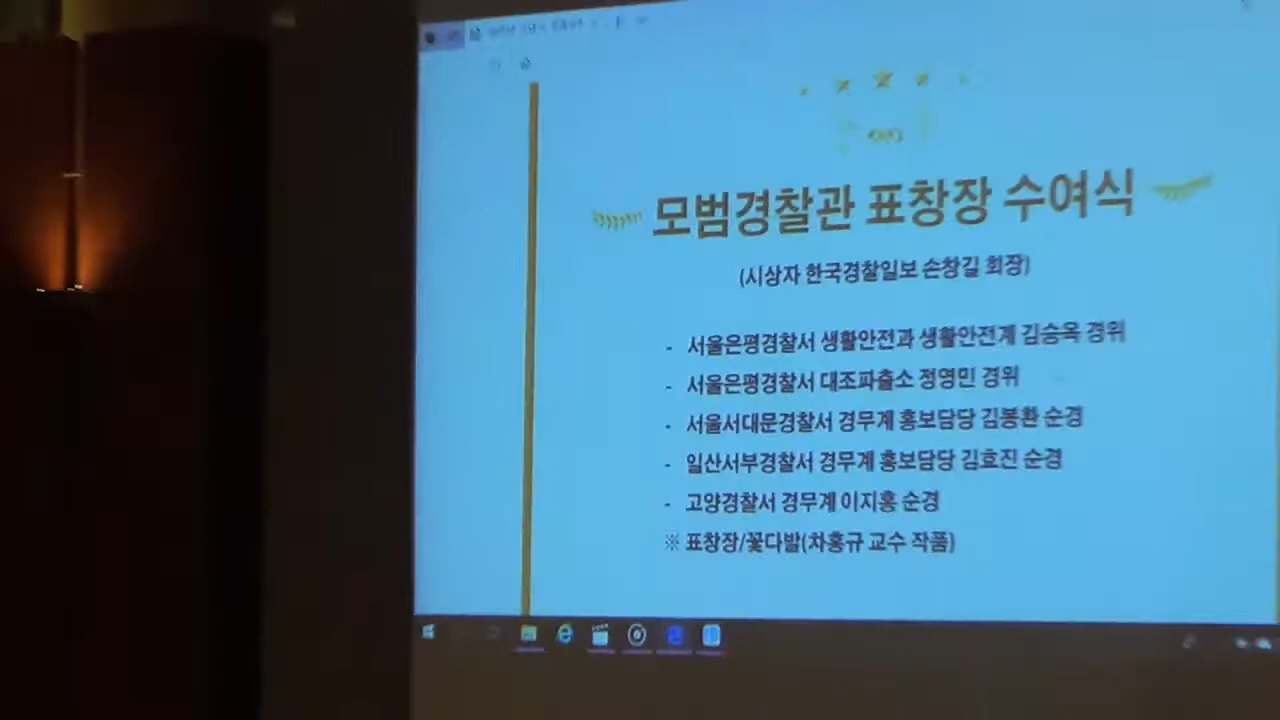 모범경찰관 표창장 수여식
(시상자 한국경찰일보 손창길 회장)
- 서울은평경찰서 생활안전과 생활안전계 김승옥 경위
- 서울은평경찰서 대조파출소 정영민 경위
- 서울서대문경찰서 경무계 홍보담당 김봉환 순경
- 일산서부경찰서 경무계 홍보담당 김효진 순경
- 고양경찰서 경무계 이지홍 순경
※ 표창장/꽃다발(차홍규 교수 작품)